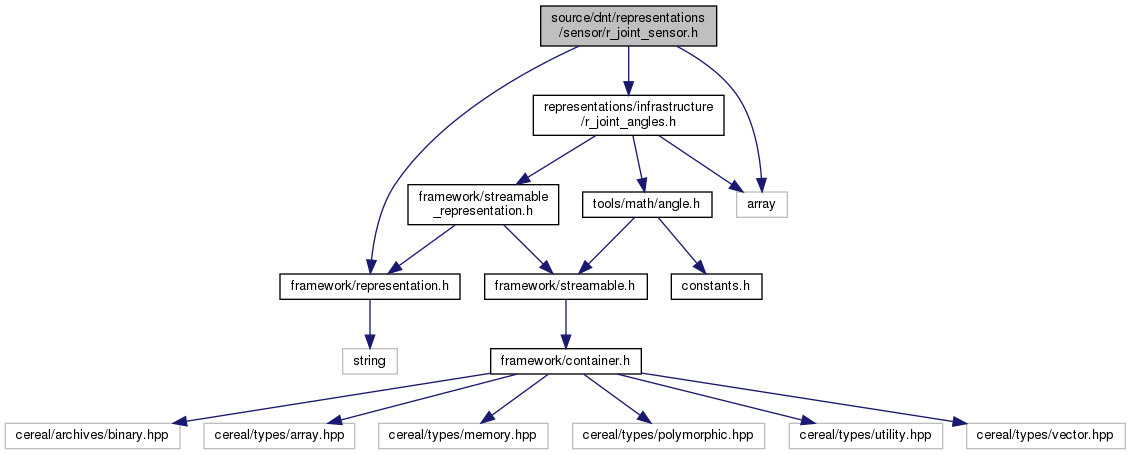 source/dnt/representations
/sensor/r_joint_sensor.h
representations/infrastructure
/r_joint_angles.h
framework/streamable
_representation.h
tools/math/angle.h
array
framework/representation.h
framework/streamable.h
constants.h
string
framework/container.h
cereal/archives/binary.hpp
cereal/types/array.hpp
cereal/types/memory.hpp
cereal/types/polymorphic.hpp
cereal/types/utility.hpp
cereal/types/vector.hpp